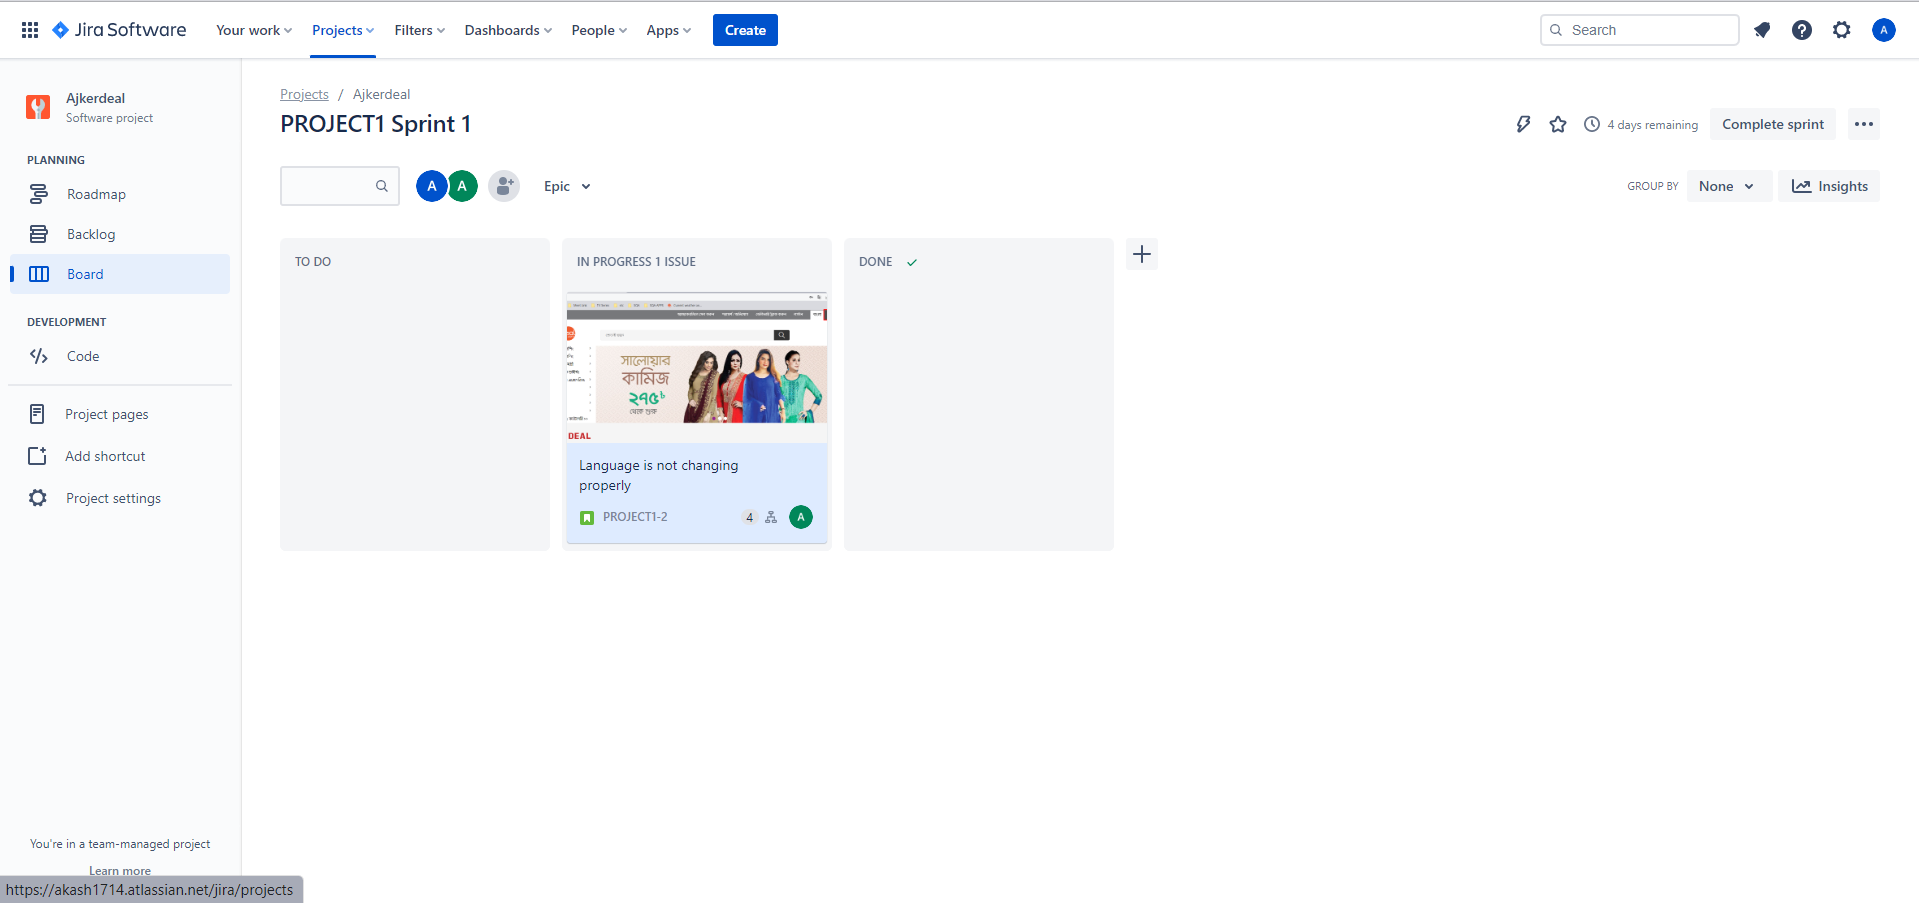 Jira Software
Your work
Projects
Filters
Dashboards
People
Apps
Create
Search
A
Ajkerdeal
Software project
PLANNING
Roadmap
Backlog
Board
DEVELOPMENT
Code
Project pages
Add shortcut
Project settings
You're in a team-managed project
Learn more
https://akash1714.atlassian.net/jira/projects
Projects / Ajkerdeal
PROJECT1 Sprint 1
4 days remaining
Complete sprint
A A
Epic
GROUP BY
None
Insights
TO DO
IN PROGRESS 1 ISSUE
সালোয়ার
কামিজ
২৭৫৳
থেকে শুরু
DEAL
Language is not changing
properly
PROJECT1-2
4
A
DONE